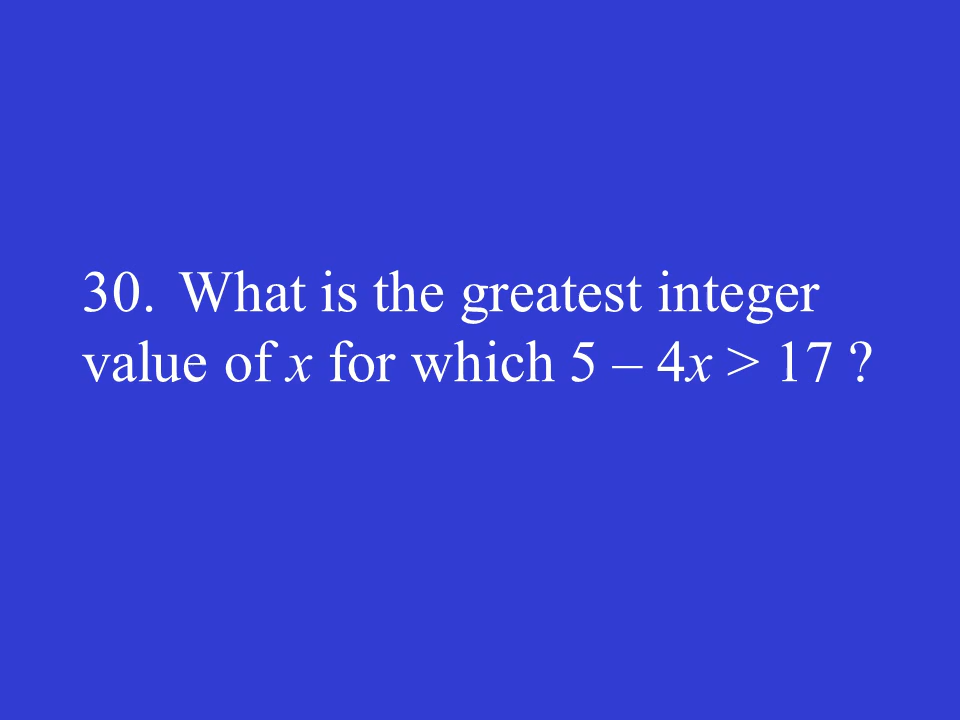 30. What is the greatest integer
value of x for which 5 – 4x > 17 ?